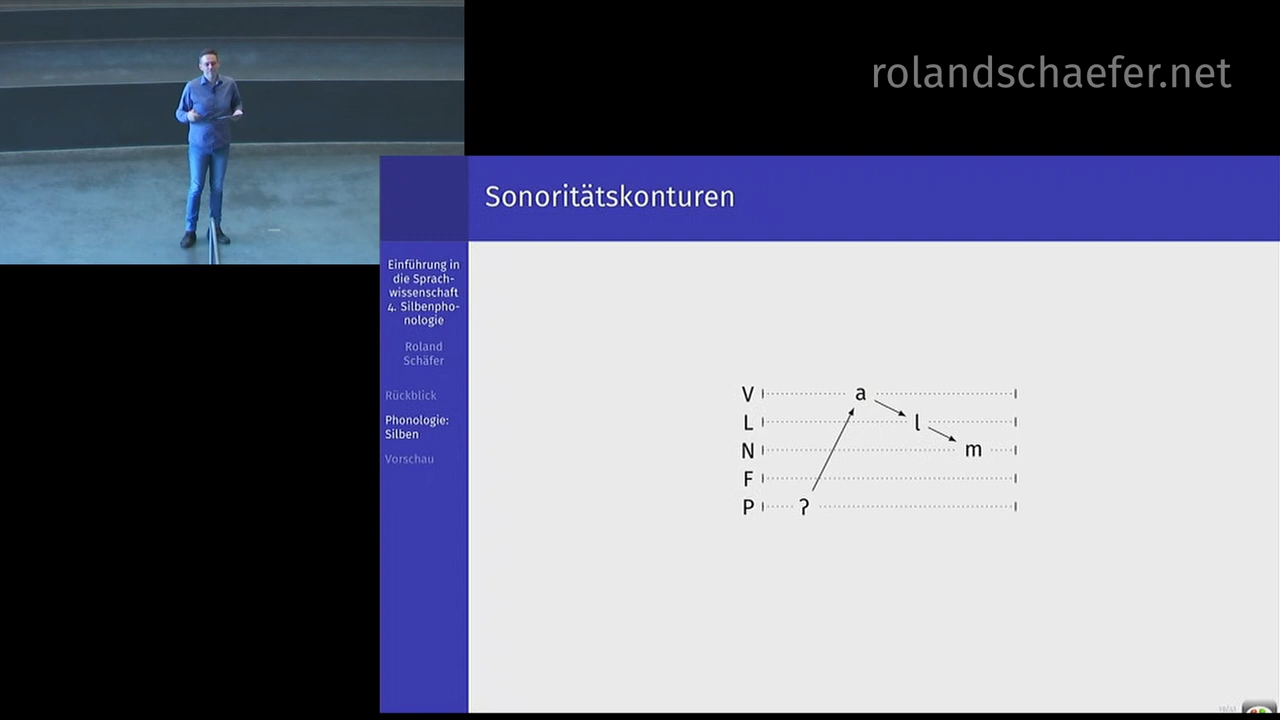 rolandschaefer.net
Sonoritätskonturen
Einführung in
die Sprach-
wissenschaft
4. Silbenpho-
nologie
Roland
Schäfer
Rückblick
Phonologie:
Silben
Vorschau
V a
L l
N m
F
P ʔ